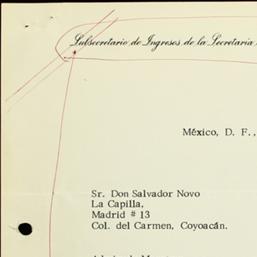 Subsecretario de Ingresos de la Secretaría
México, D. F.,
Sr. Don Salvador Novo
La Capilla,
Madrid # 13
Col. del Carmen, Coyoacán.